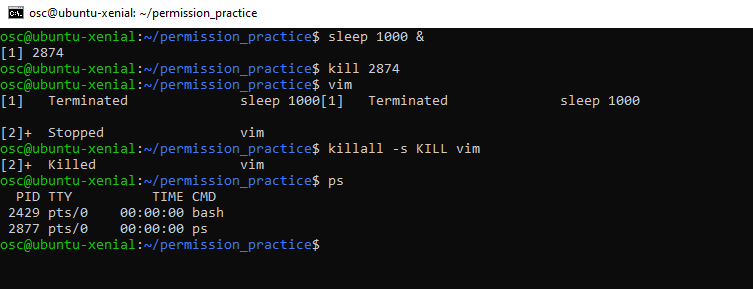 osc@ubuntu-xenial: ~/permission_practice
osc@ubuntu-xenial:~/permission_practice$ sleep 1000 &
[1] 2874
osc@ubuntu-xenial:~/permission_practice$ kill 2874
osc@ubuntu-xenial:~/permission_practice$ vim
[1]   Terminated              sleep 1000[1]   Terminated              sleep 1000
[2]+  Stopped                 vim
osc@ubuntu-xenial:~/permission_practice$ killall -s KILL vim
[2]+  Killed                  vim
osc@ubuntu-xenial:~/permission_practice$ ps
  PID TTY          TIME CMD
 2429 pts/0    00:00:00 bash
 2877 pts/0    00:00:00 ps
osc@ubuntu-xenial:~/permission_practice$